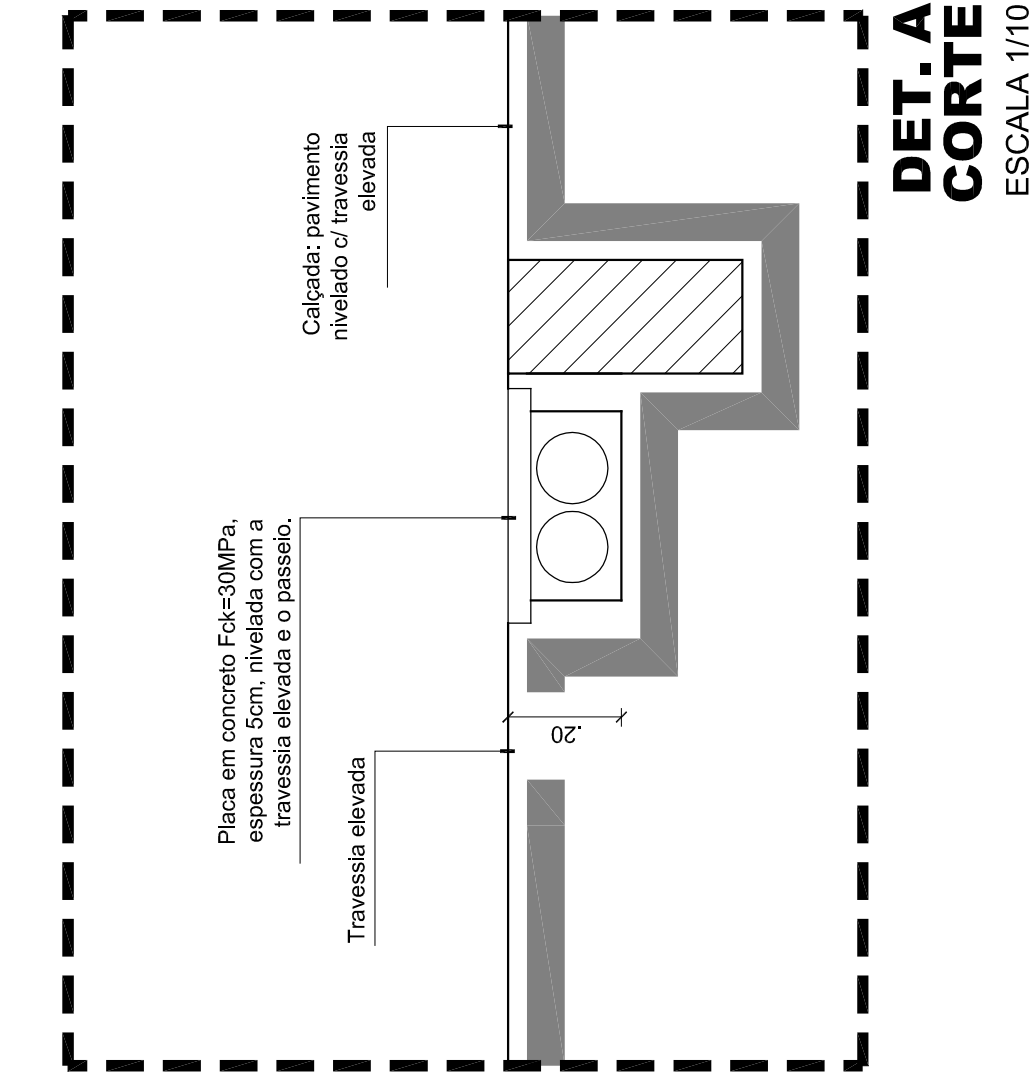 Calçada: pavimento
nivelado c/ travessia
elevada
Placa em concreto Fck=30MPa,
espessura 5cm, nivelada com a
travessia elevada e o passeio.
Travessia elevada
.20
DET. A
CORTE
ESCALA 1/10